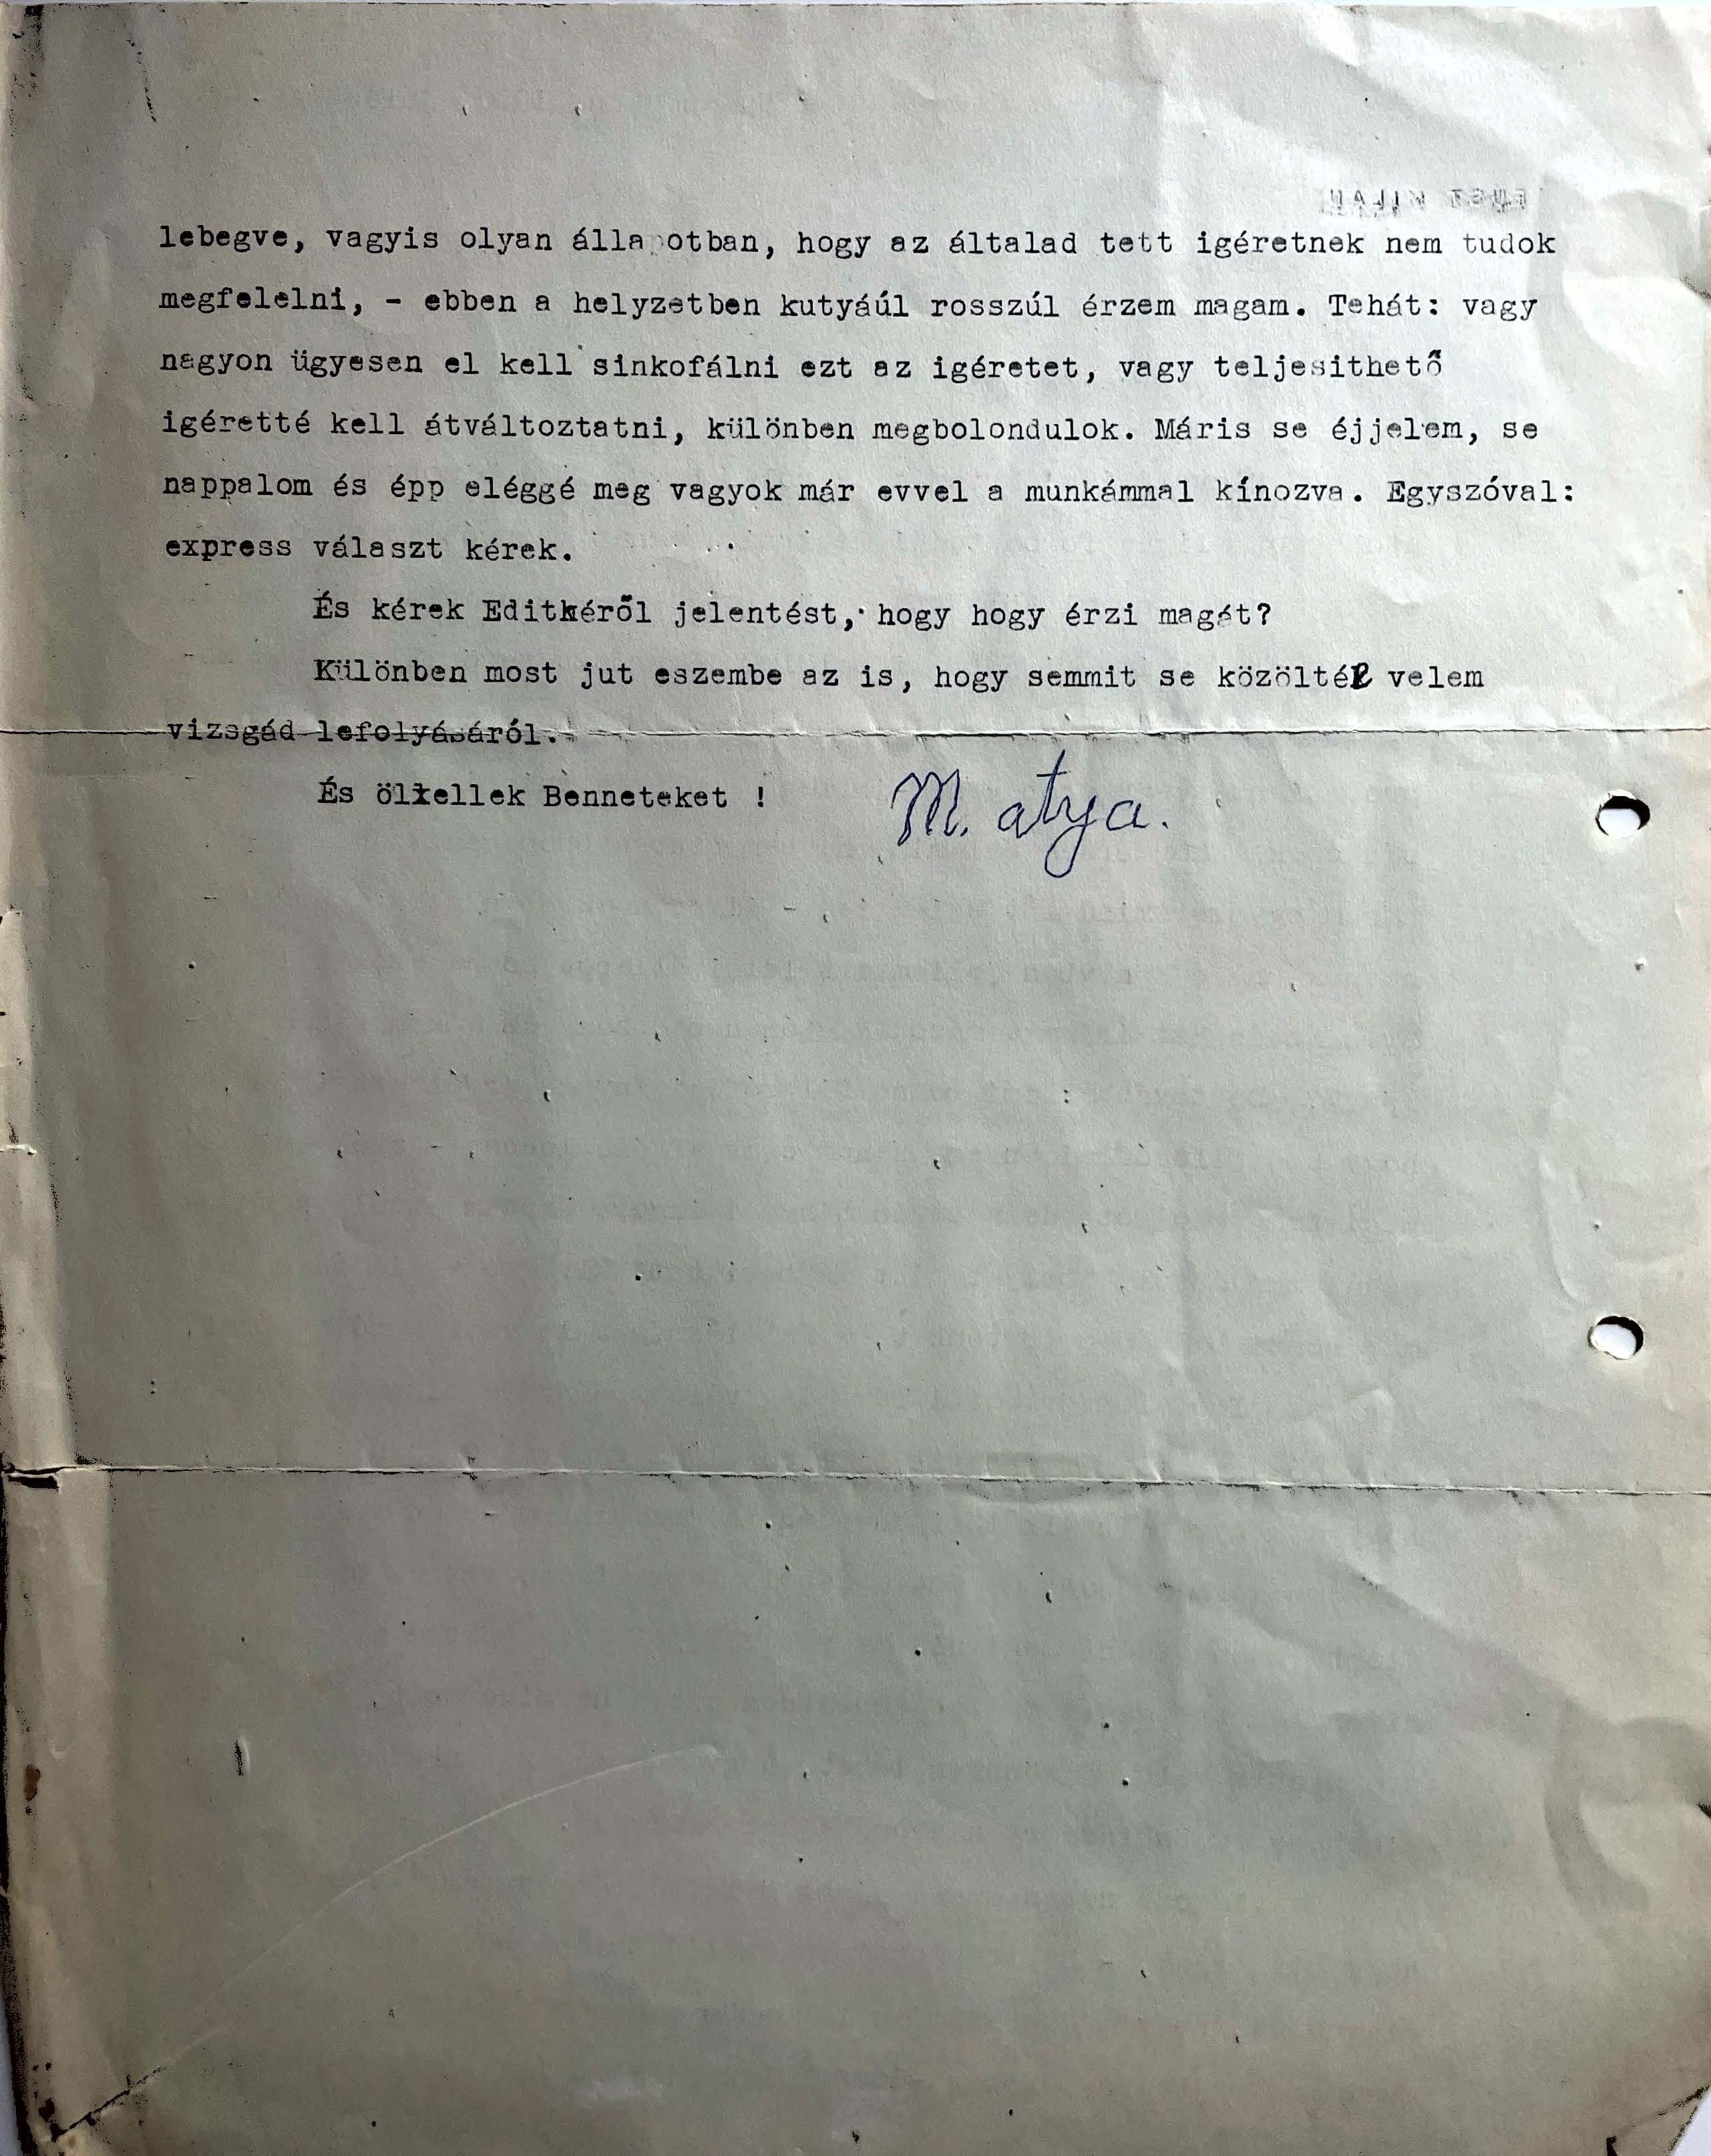 lebegve, vagyis olyan állapotban, hogy az általad tett igéretnek nem tudok
megfelelni, - ebben a helyzetben kutyáúl rosszúl érzem magam. Tehát: vagy
nagyon ügyesen el kell sinkofálni ezt az igéretet, vagy teljesithető
igéretté kell átváltoztatni, különben megbolondulok. Máris se éjjelem, se
nappalom és épp eléggé meg vagyok már evvel a munkámmal kínozva. Egyszóval:
express választ kérek.
És kérek Editkéről jelentést, hogy hogy érzi magát?
Különben most jut eszembe az is, hogy semmit se közöltél velem
vizsgád lefolyásáról.
És ölellek Benneteket !
M. atya.